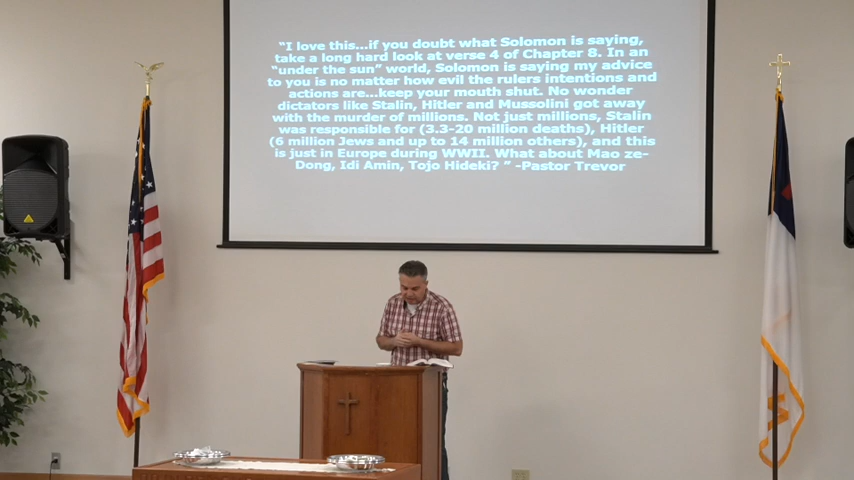 “I love this...if you doubt what Solomon is saying,
take a long hard look at verse 4 of Chapter 8. In an
“under the sun” world, Solomon is saying my advice
to you is no matter how evil the rulers intentions and
actions are...keep your mouth shut. No wonder
dictators like Stalin, Hitler and Mussolini got away
with the murder of millions. Not just millions, Stalin
was responsible for (3.3-20 million deaths), Hitler
(6 million Jews and up to 14 million others), and this
is just in Europe during WWII. What about Mao ze-
Dong, Idi Amin, Tojo Hideki? ” -Pastor Trevor